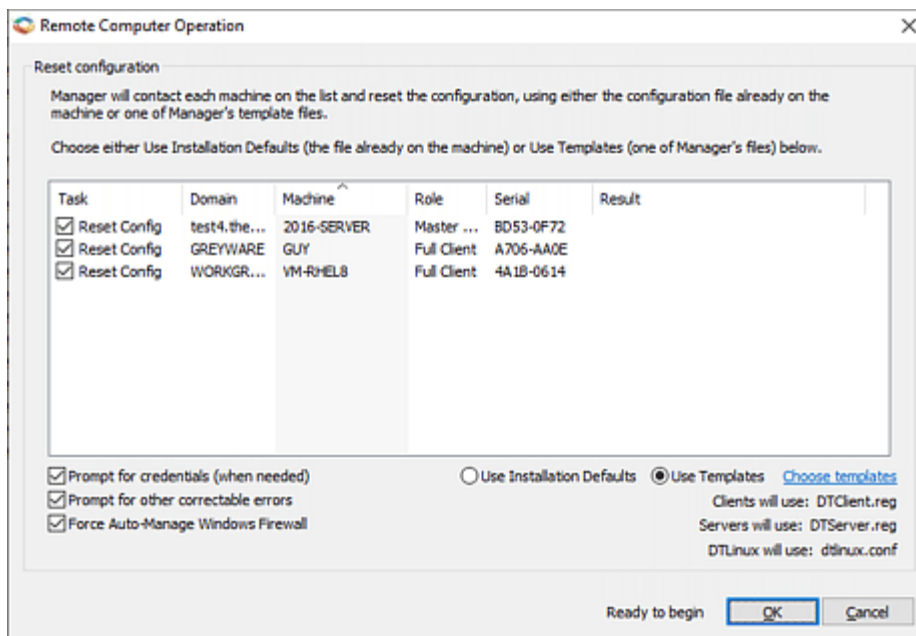 Remote Computer Operation
Reset configuration
Manager will contact each machine on the list and reset the configuration, using either the configuration file already on the
machine or one of Manager's template files.
Choose either Use Installation Defaults (the file already on the machine) or Use Templates (one of Manager's files) below.
Task Domain Machine Role Serial Result
Reset Config test4.the... 2016-SERVER Master ... BD53-0F72
Reset Config GREYWARE GUY Full Client A706-AA0E
Reset Config WORKGR... VM-RHEL8 Full Client 4A1B-0614
Prompt for credentials (when needed) Use Installation Defaults Use Templates Choose templates
Prompt for other correctable errors Clients will use: DTClient.reg
Force Auto-Manage Windows Firewall Servers will use: DTServer.reg
DTLinux will use: dtlinux.conf
Ready to begin OK Cancel